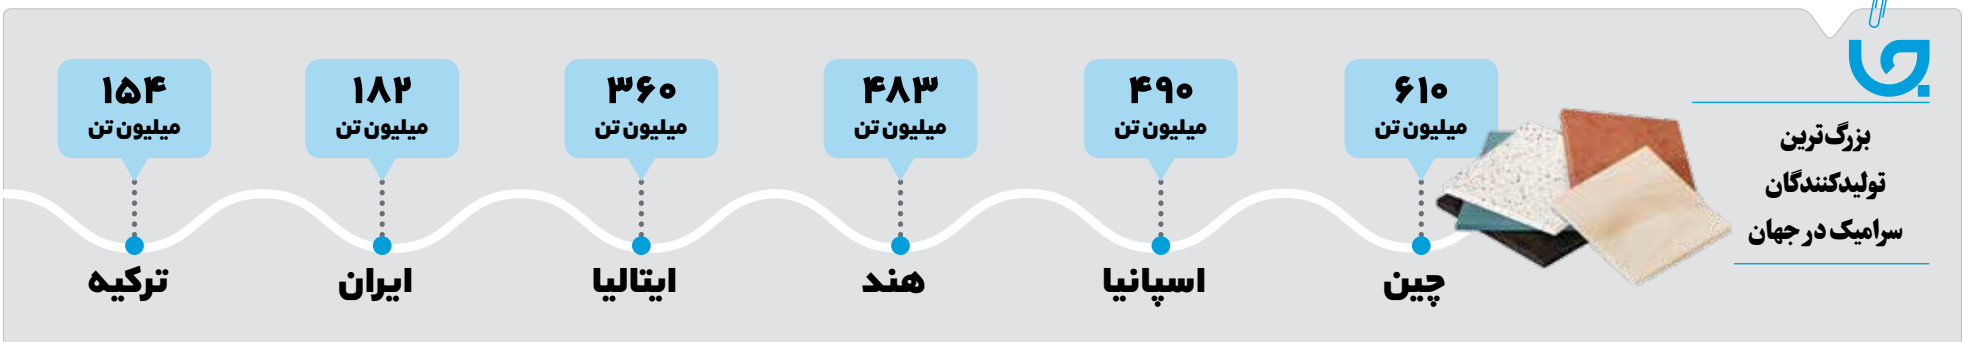 بزرگ‌ترین
تولیدکنندگان
سرامیک در جهان
۶۱۰
میلیون تن
چین
۴۹۰
میلیون تن
اسپانیا
۴۸۳
میلیون تن
هند
۳۶۰
میلیون تن
ایتالیا
۱۸۲
میلیون تن
ایران
۱۵۴
میلیون تن
ترکیه